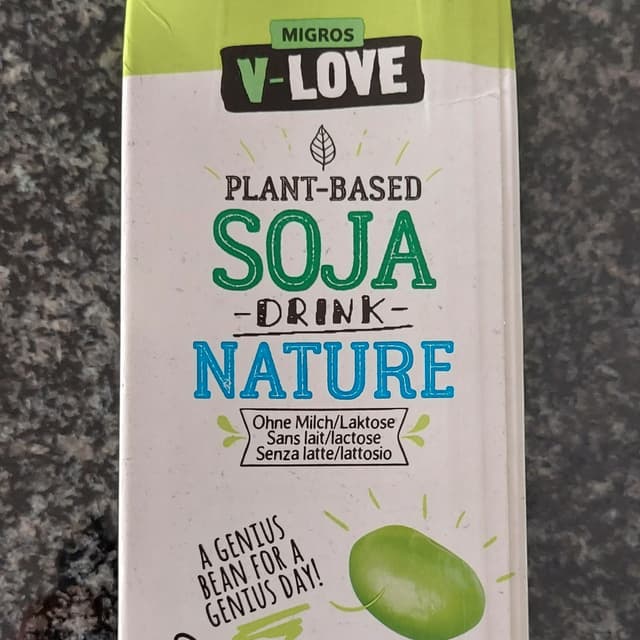 MIGROS
V-LOVE
PLANT-BASED
SOJA
-DRINK-
NATURE
Ohne Milch/Laktose
Sans lait/lactose
Senza latte/lattosio
A GENIUS
BEAN FOR A
GENIUS DAY!